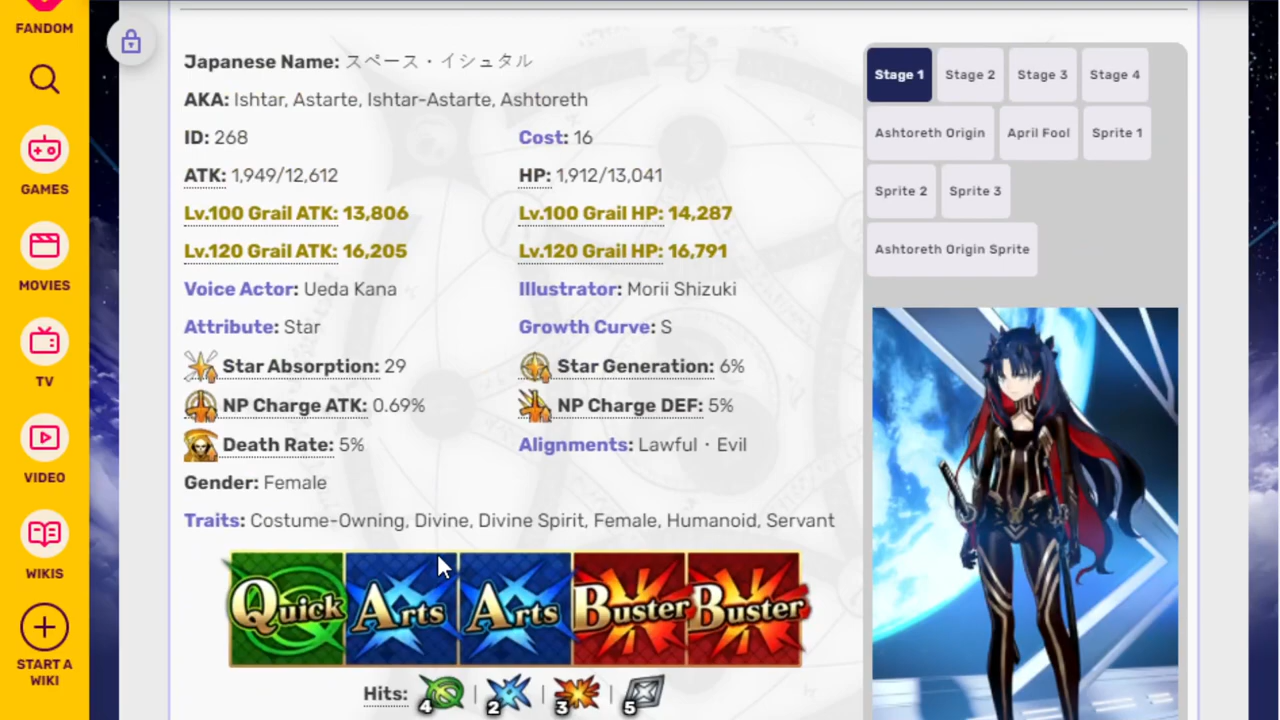 FANDOM
GAMES
MOVIES
TV
VIDEO
WIKIS
START A
WIKI
Japanese Name: スペース・イシュタル
AKA: Ishtar, Astarte, Ishtar-Astarte, Ashtoreth
ID: 268 Cost: 16
ATK: 1,949/12,612 HP: 1,912/13,041
Lv.100 Grail ATK: 13,806 Lv.100 Grail HP: 14,287
Lv.120 Grail ATK: 16,205 Lv.120 Grail HP: 16,791
Voice Actor: Ueda Kana Illustrator: Morii Shizuki
Attribute: Star Growth Curve: S
Star Absorption: 29 Star Generation: 6%
NP Charge ATK: 0.69% NP Charge DEF: 5%
Death Rate: 5% Alignments: Lawful・Evil
Gender: Female
Traits: Costume-Owning, Divine, Divine Spirit, Female, Humanoid, Servant
Quick Arts Arts Buster Buster
Hits: 4 | 2 | 3 | 5
Stage 1 Stage 2 Stage 3 Stage 4
Ashtoreth Origin April Fool Sprite 1
Sprite 2 Sprite 3
Ashtoreth Origin Sprite